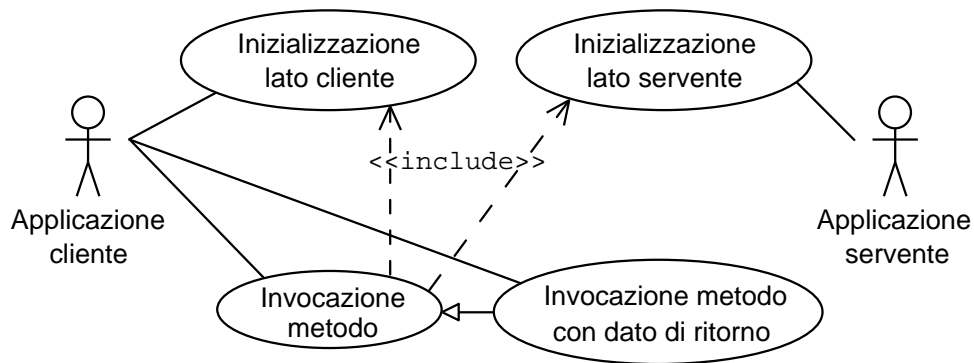 Inizializzazione
lato cliente
Inizializzazione
lato servente
<<include>>
Applicazione
cliente
Applicazione
servente
Invocazione
metodo
Invocazione metodo
con dato di ritorno